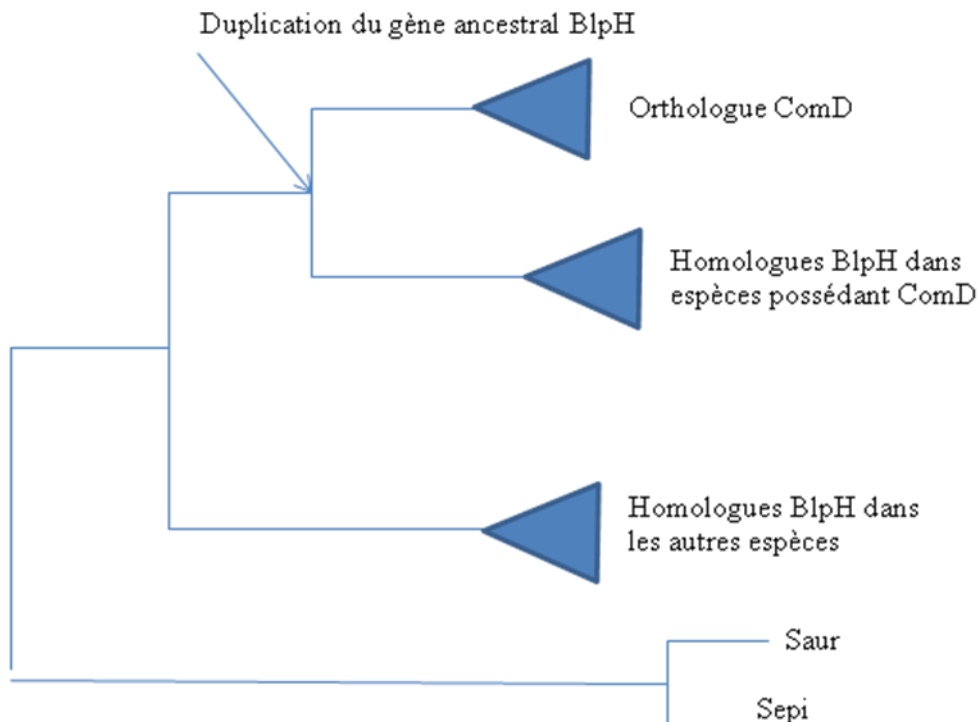 Duplication du gène ancestral BlpH
Orthologue ComD
Homologues BlpH dans
espèces possédant ComD
Homologues BlpH dans
les autres espèces
Saur
Sepi